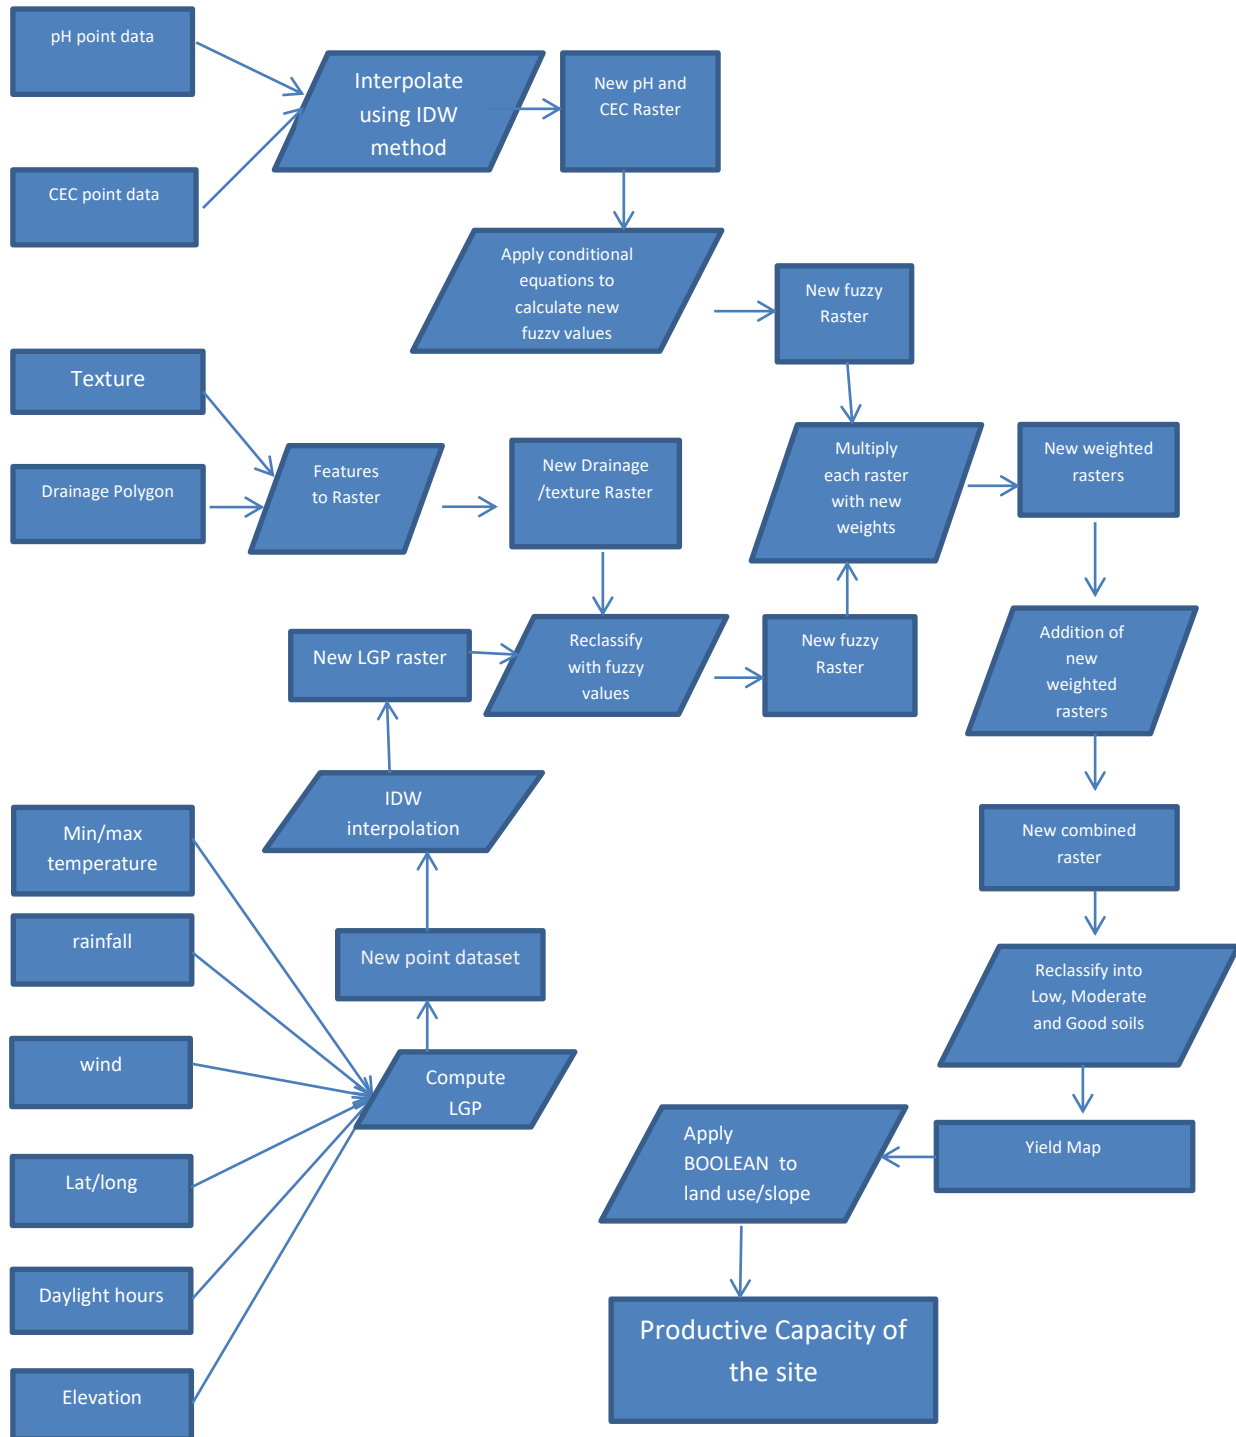 pH point data
Interpolate
using IDW
method
New pH and
CEC Raster
CEC point data
Apply conditional
equations to
calculate new
fuzzy values
New fuzzy
Raster
Texture
Drainage Polygon
Features
to Raster
New Drainage
/texture Raster
Multiply
each raster
with new
weights
New weighted
rasters
New LGP raster
Reclassify
with fuzzy
values
New fuzzy
Raster
Addition of
new
weighted
rasters
IDW
interpolation
Min/max
temperature
New combined
raster
rainfall
New point dataset
Reclassify into
Low, Moderate
and Good soils
wind
Compute
LGP
Yield Map
Apply
BOOLEAN to
land use/slope
Lat/long
Daylight hours
Productive Capacity of
the site
Elevation